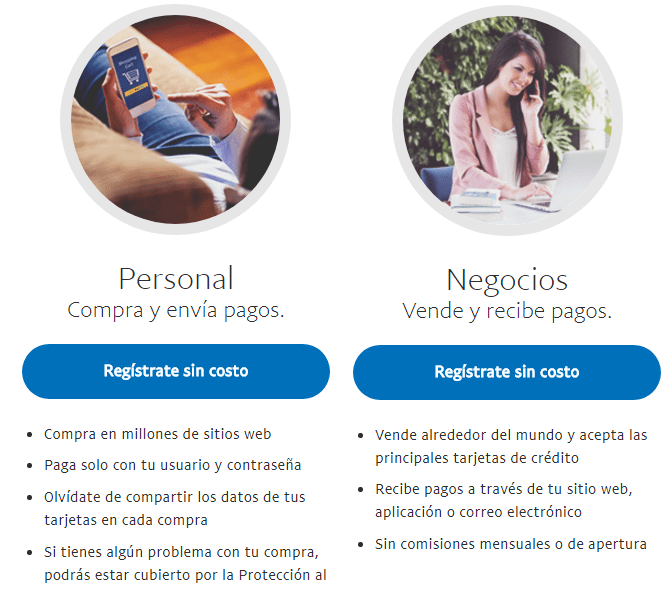 Shopping
Cart
Personal
Compra y envía pagos.
Regístrate sin costo
Compra en millones de sitios web
Paga solo con tu usuario y contraseña
Olvídate de compartir los datos de tus
tarjetas en cada compra
Si tienes algún problema con tu compra,
podrás estar cubierto por la Protección al
Negocios
Vende y recibe pagos.
Regístrate sin costo
Vende alrededor del mundo y acepta las
principales tarjetas de crédito
Recibe pagos a través de tu sitio web,
aplicación o correo electrónico
Sin comisiones mensuales o de apertura